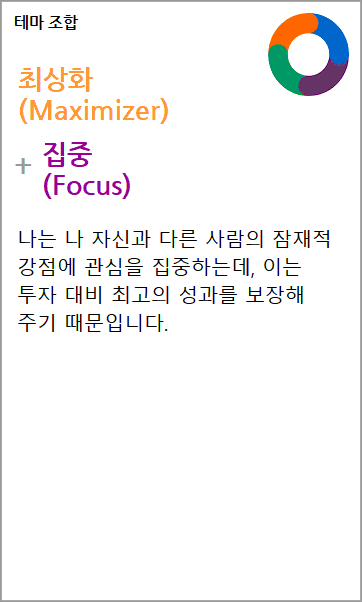 테마 조합
최상화
(Maximizer)
+ 집중
(Focus)
나는 나 자신과 다른 사람의 잠재적
강점에 관심을 집중하는데, 이는
투자 대비 최고의 성과를 보장해
주기 때문입니다.